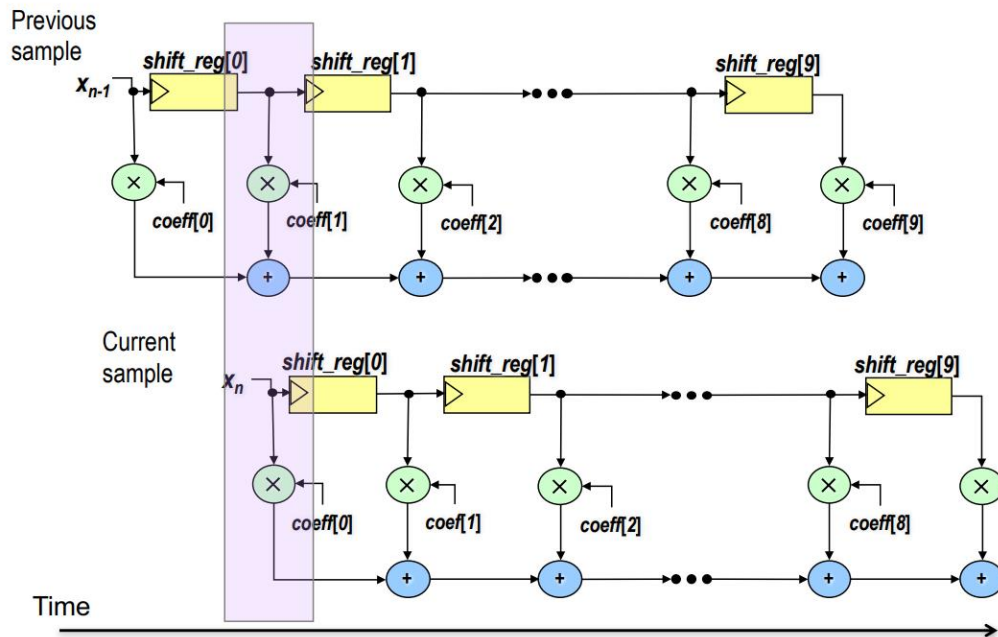 Previous
sample
shift_reg[0] shift_reg[1] shift_reg[9]
xn-1
× × × × ×
coeff[0] coeff[1] coeff[2] coeff[8] coeff[9]
+ + + +
Current
sample
shift_reg[0] shift_reg[1] shift_reg[9]
xn
× × × × ×
coeff[0] coef[1] coeff[2] coeff[8]
+ + + +
Time